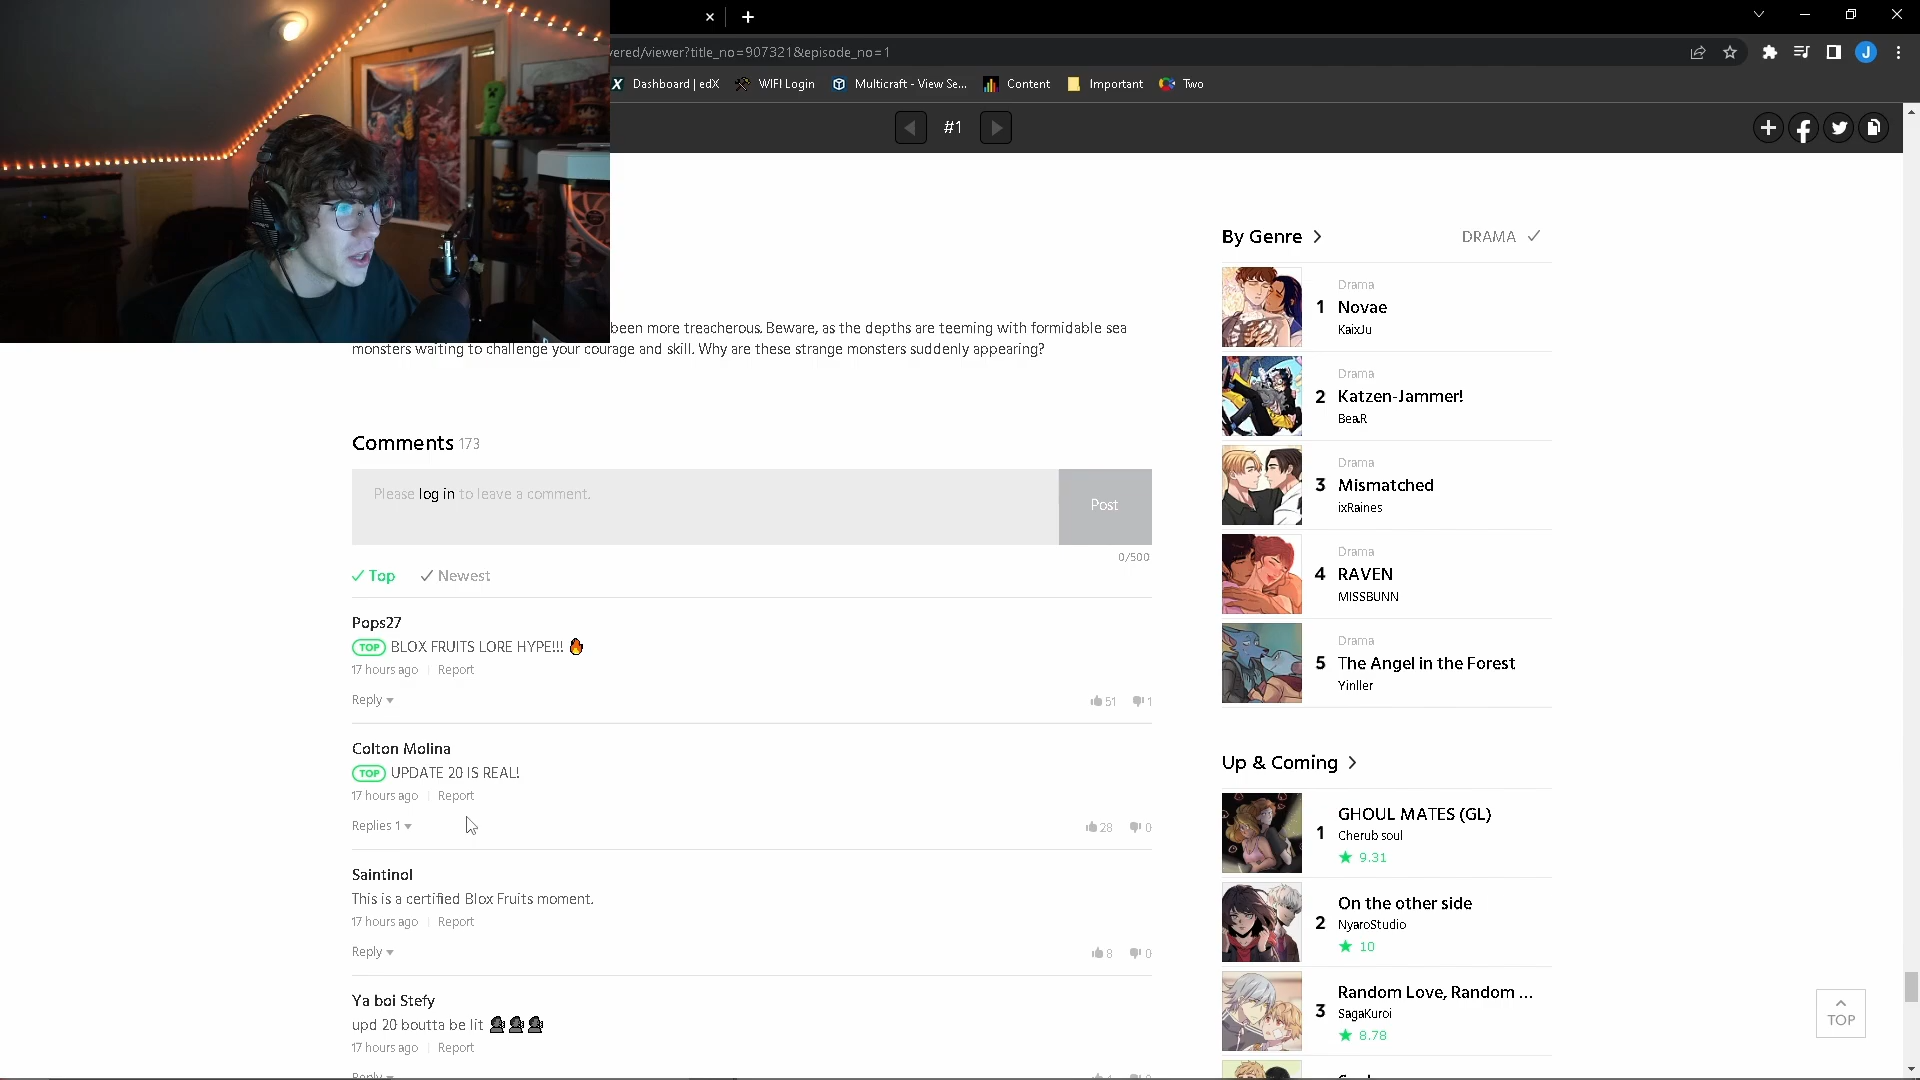 vered/viewer?title_no=907321&episode_no=1
J
X Dashboard | edX
WIFI Login
Multicraft - View Se...
Content
Important
Two
#1
been more treacherous. Beware, as the depths are teeming with formidable sea
monsters waiting to challenge your courage and skill. Why are these strange monsters suddenly appearing?
Comments 173
Please log in to leave a comment.
Post
0/500
Top
Newest
Pops27
TOP BLOX FRUITS LORE HYPE!!! 🔥
17 hours ago | Report
Reply
51 1
Colton Molina
TOP UPDATE 20 IS REAL!
17 hours ago | Report
Replies 1
28 0
Saintinol
This is a certified Blox Fruits moment.
17 hours ago | Report
Reply
8 0
Ya boi Stefy
upd 20 boutta be lit 🗣🗣🗣
17 hours ago | Report
Reply
By Genre
DRAMA
Drama
1 Novae
KaixJu
Drama
2 Katzen-Jammer!
BeaR
Drama
3 Mismatched
ixRaines
Drama
4 RAVEN
MISSBUNN
Drama
5 The Angel in the Forest
Yinller
Up & Coming
GHOUL MATES (GL)
1 Cherub soul
★ 9.31
On the other side
2 NyaroStudio
★ 10
Random Love, Random ...
3 SagaKuroi
★ 8.78
TOP